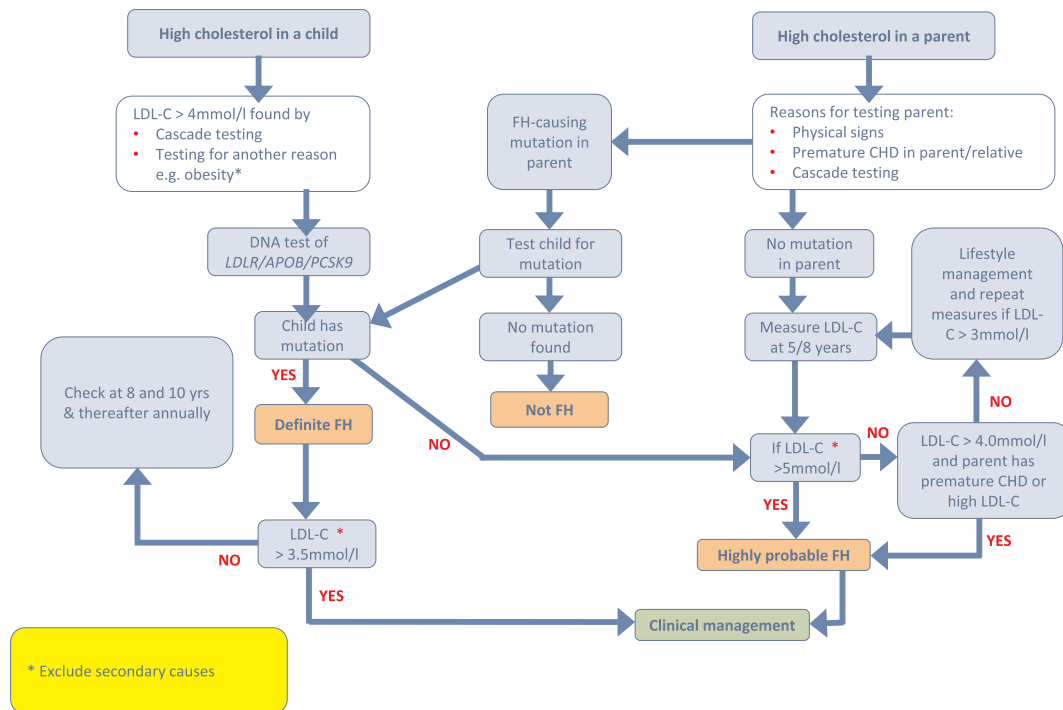 High cholesterol in a child
High cholesterol in a parent
LDL-C > 4mmol/l found by
• Cascade testing
• Testing for another reason
e.g. obesity*
FH-causing
mutation in
parent
Reasons for testing parent:
• Physical signs
• Premature CHD in parent/relative
• Cascade testing
DNA test of
LDLR/APOB/PCSK9
Test child for
mutation
No mutation
in parent
Lifestyle
management
and repeat
measures if LDL-
C > 3mmol/l
Child has
mutation
No mutation
found
Measure LDL-C
at 5/8 years
Check at 8 and 10 yrs
& thereafter annually
YES
Definite FH
Not FH
NO
NO
If LDL-C *
>5mmol/l
NO
LDL-C > 4.0mmol/l
and parent has
premature CHD or
high LDL-C
YES
LDL-C *
> 3.5mmol/l
NO
Highly probable FH
YES
YES
Clinical management
* Exclude secondary causes